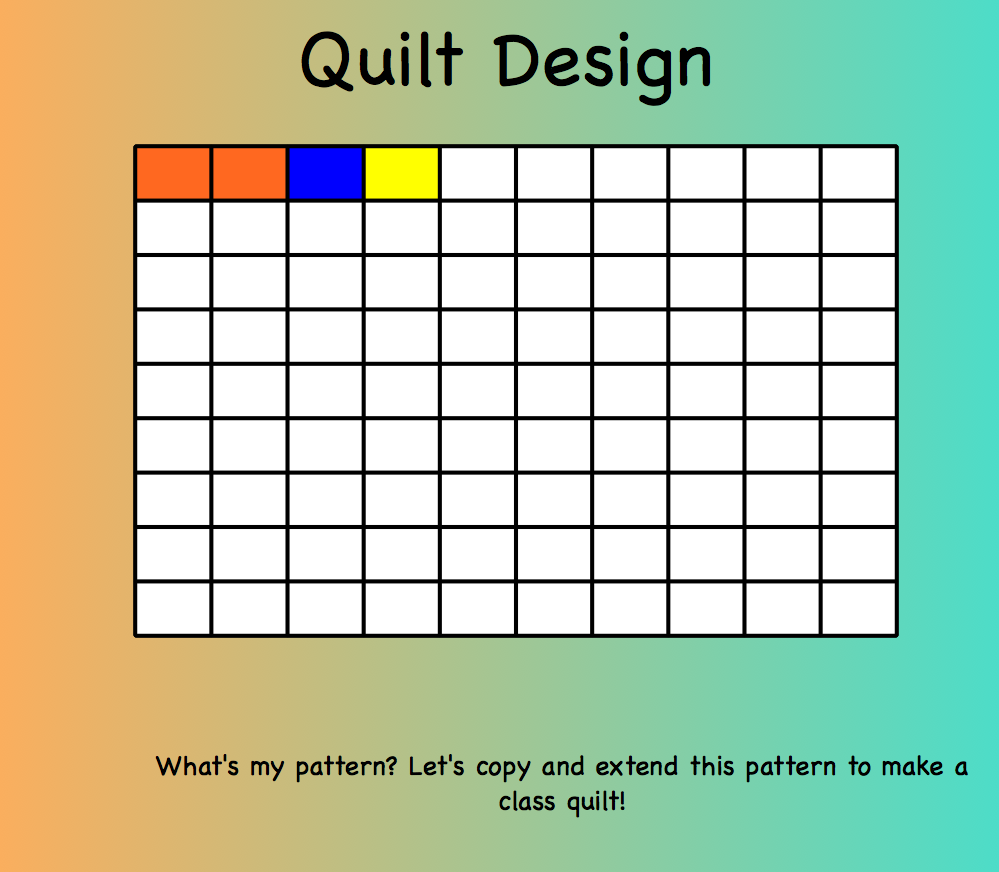 Quilt Design
What's my pattern? Let's copy and extend this pattern to make a
class quilt!